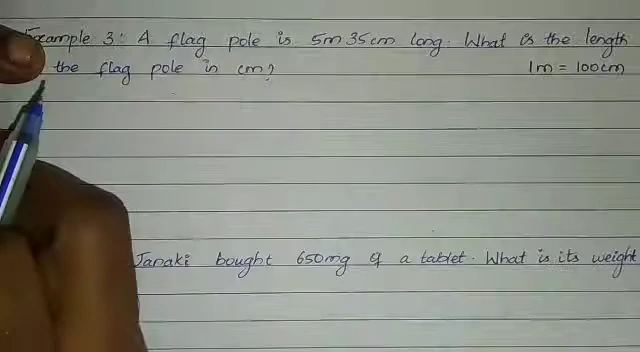 Example 3: A flag pole is 5m 35cm long. What is the length
the flag pole in cm?
1m = 100cm
Janaki bought 650mg of a tablet. What is its weight